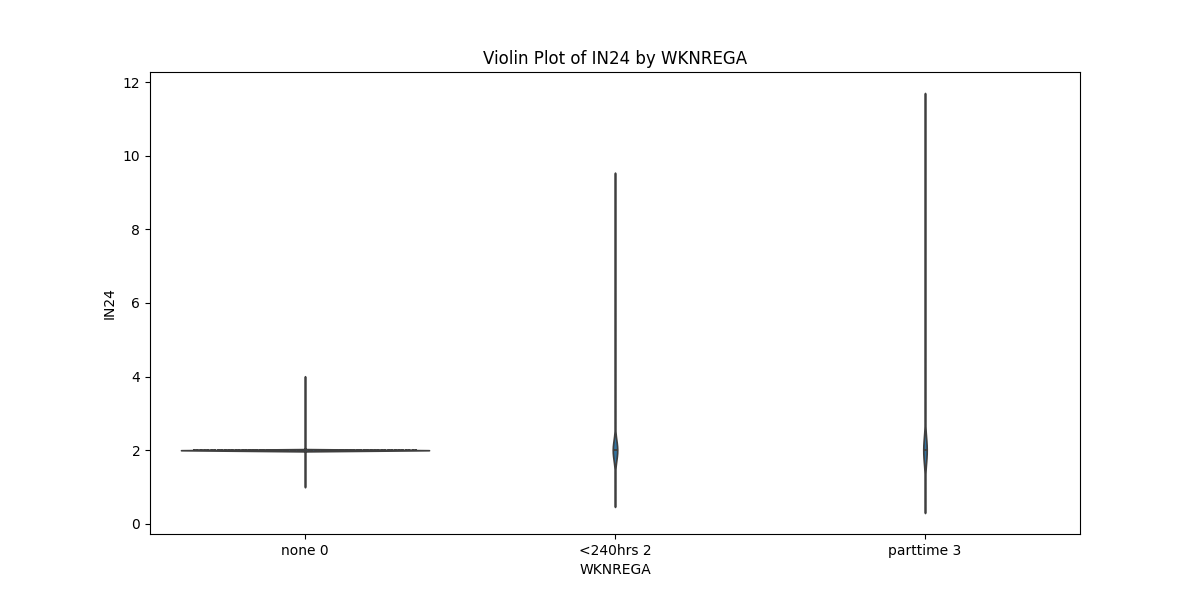 Violin Plot of IN24 by WKNREGA
12
10
8
6
4
2
0
IN24
none 0
<240hrs 2
parttime 3
WKNREGA